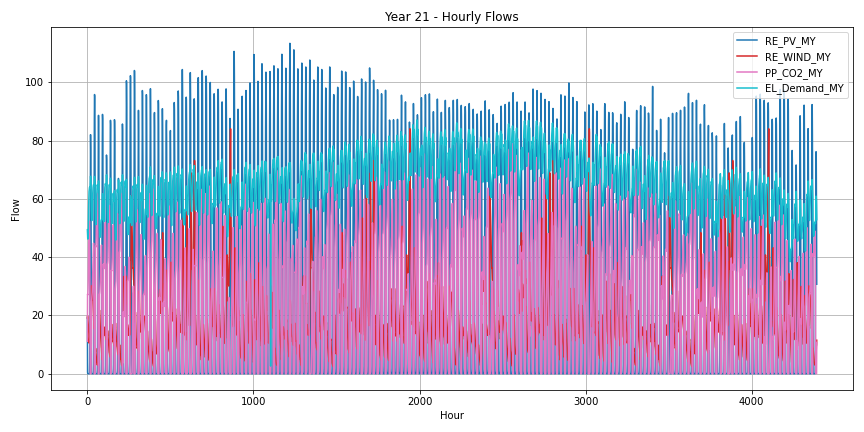 Year 21 - Hourly Flows
RE_PV_MY
RE_WIND_MY
PP_CO2_MY
EL_Demand_MY
100
80
60
40
20
0
Flow
0 1000 2000 3000 4000
Hour